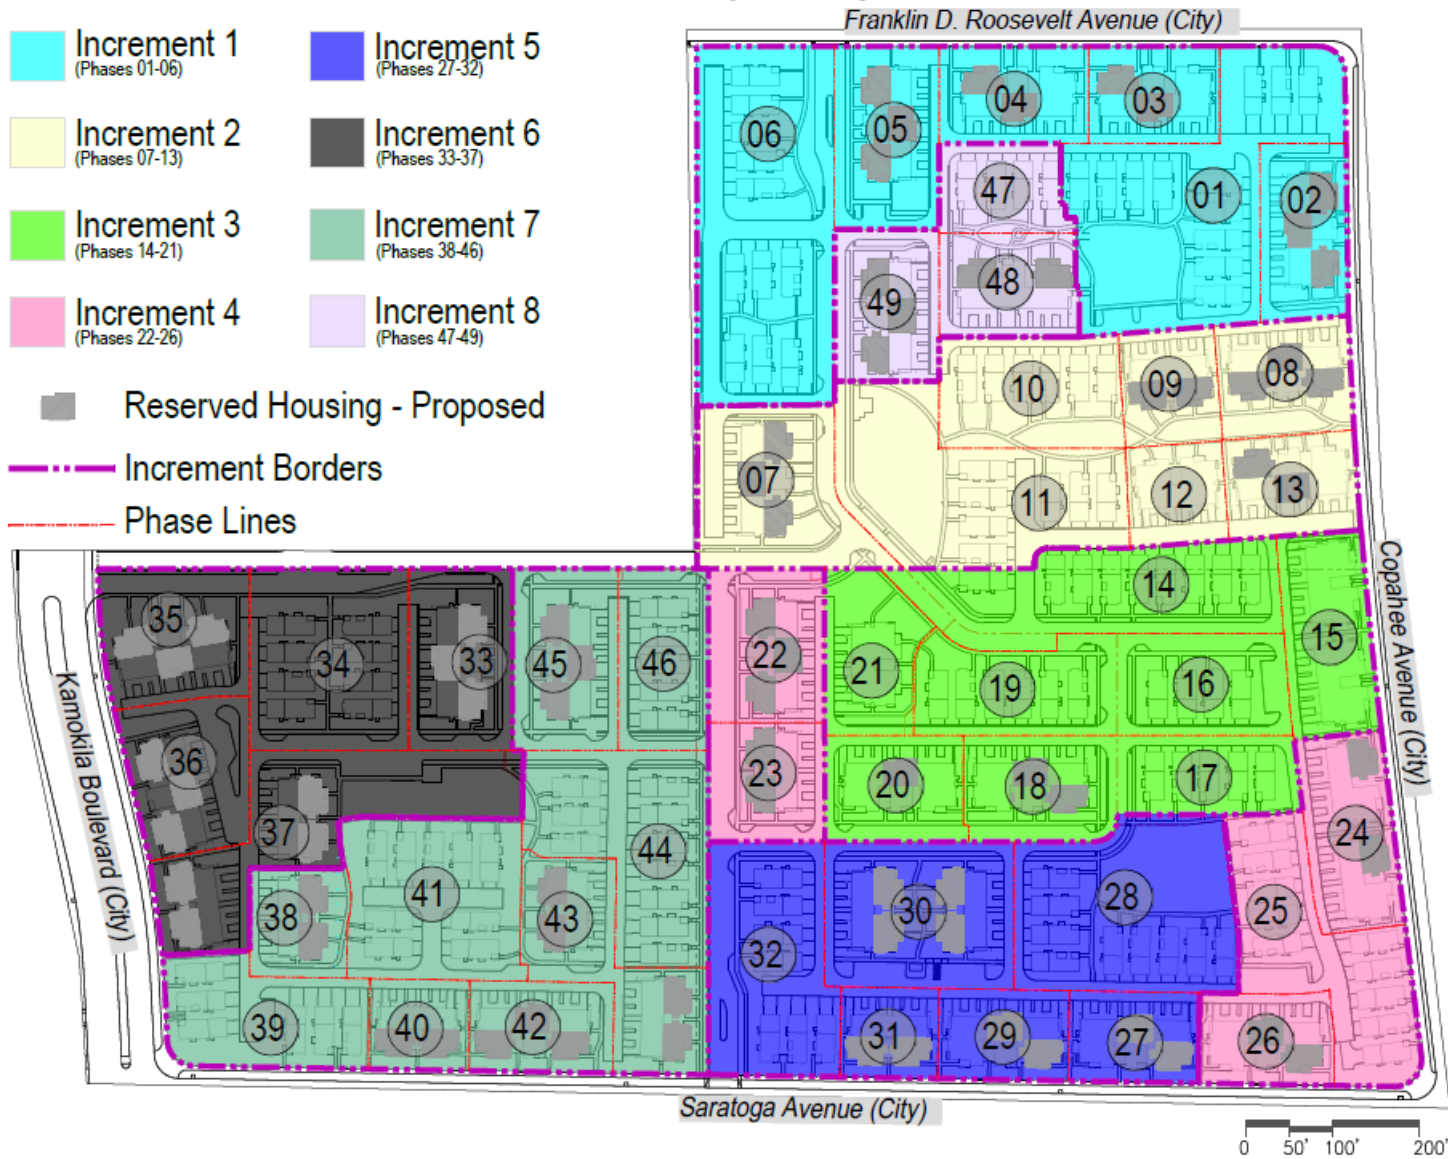 Franklin D. Roosevelt Avenue (City)
Increment 1
(Phases 01-06)
Increment 5
(Phases 27-32)
Increment 2
(Phases 07-13)
Increment 6
(Phases 33-37)
Increment 3
(Phases 14-21)
Increment 7
(Phases 38-46)
Increment 4
(Phases 22-26)
Increment 8
(Phases 47-49)
Reserved Housing - Proposed
Increment Borders
Phase Lines
06
05
04
03
47
01
02
49
48
10
09
08
07
11
12
13
14
15
35
34
33
45
46
22
21
19
16
36
23
20
18
17
37
24
44
41
38
43
30
28
25
32
39
40
42
31
29
27
26
Kamokila Boulevard (City)
Copahee Avenue (City)
Saratoga Avenue (City)
0 50' 100' 200'